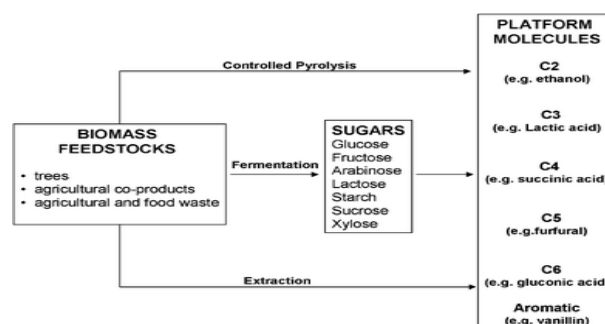 PLATFORM
MOLECULES
Controlled Pyrolysis
C2
(e.g. ethanol)
C3
(e.g. Lactic acid)
BIOMASS
FEEDSTOCKS
• trees
• agricultural co-products
• agricultural and food waste
Fermentation
SUGARS
Glucose
Fructose
Arabinose
Lactose
Starch
Sucrose
Xylose
C4
(e.g. succinic acid)
C5
(e.g.furfural)
Extraction
C6
(e.g. gluconic acid)
Aromatic
(e.g. vanillin)